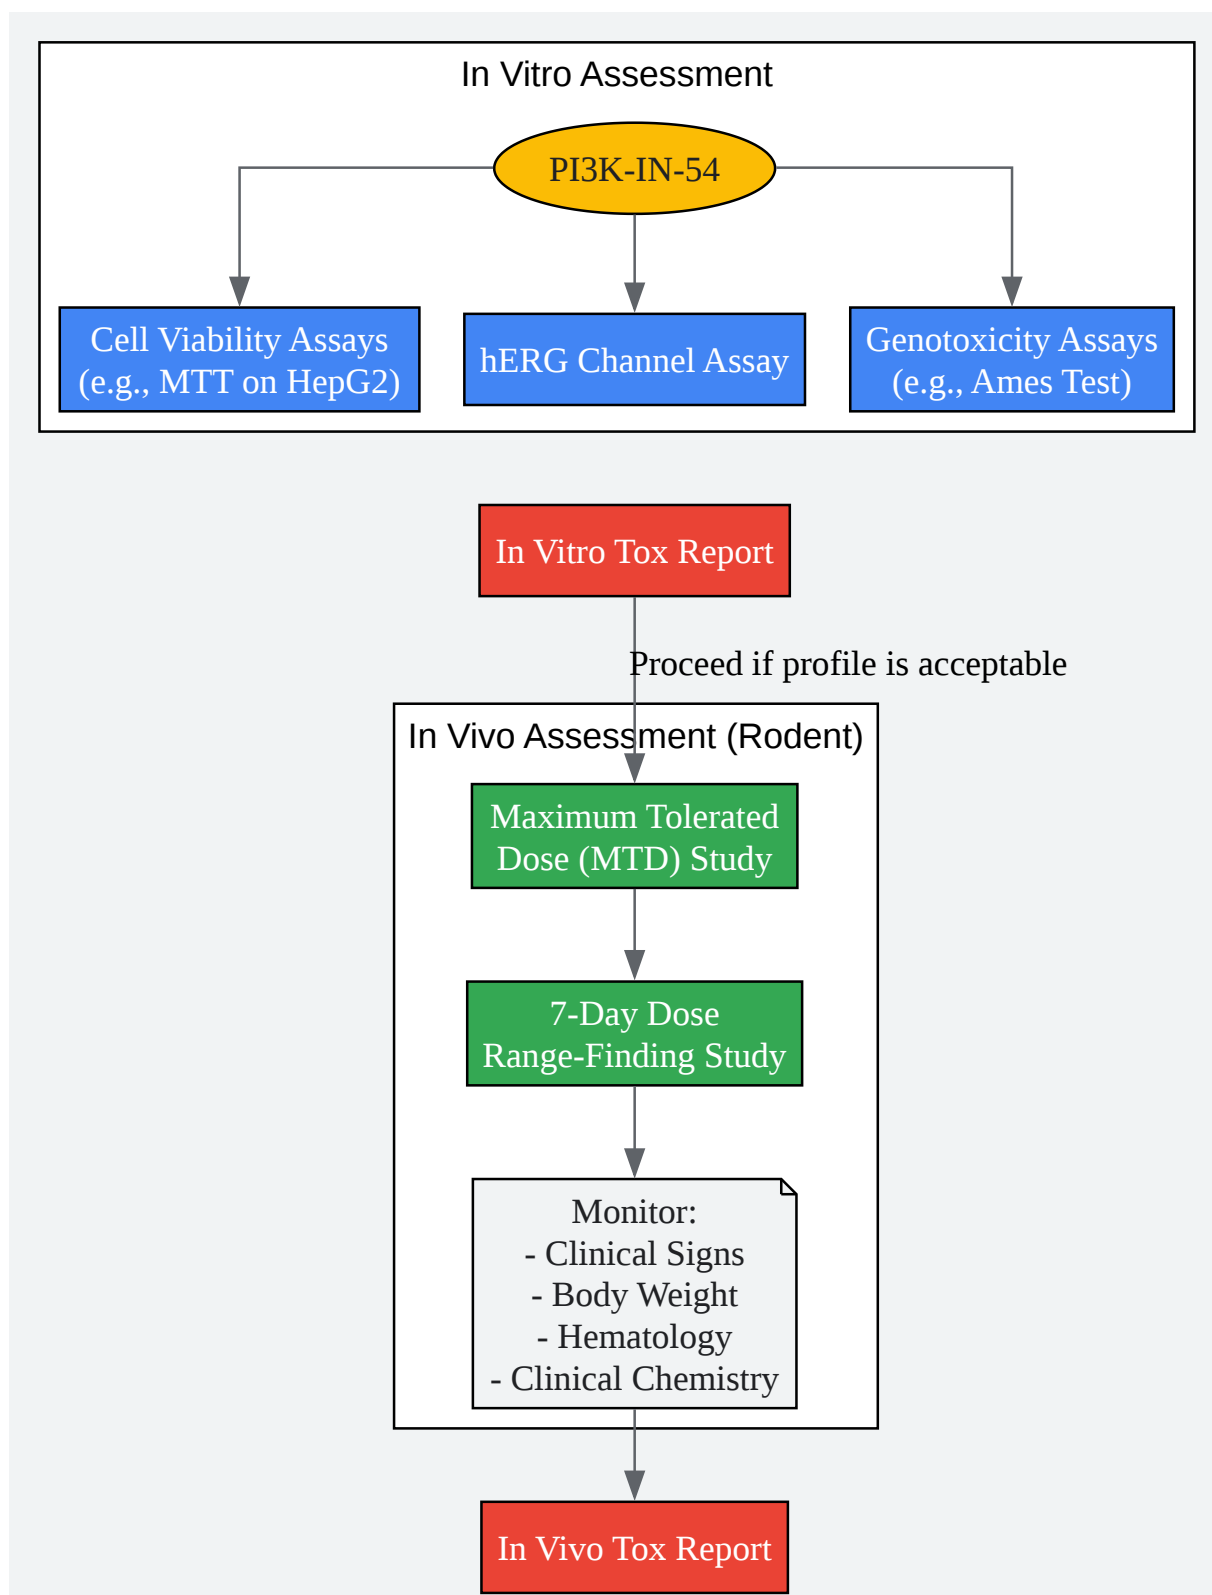 In Vitro Assessment
PI3K-IN-54
Cell Viability Assays
(e.g., MTT on HepG2)
hERG Channel Assay
Genotoxicity Assays
(e.g., Ames Test)
In Vitro Tox Report
Proceed if profile is acceptable
In Vivo Assessment (Rodent)
Maximum Tolerated
Dose (MTD) Study
7-Day Dose
Range-Finding Study
Monitor:
- Clinical Signs
- Body Weight
- Hematology
- Clinical Chemistry
In Vivo Tox Report